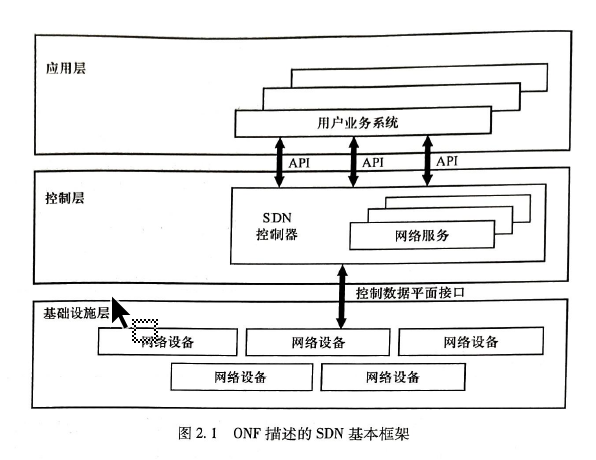 应用层
用户业务系统
API API API
控制层
SDN
控制器
网络服务
控制数据平面接口
基础设施层
网络设备 网络设备 网络设备
网络设备 网络设备
图 2.1 ONF 描述的 SDN 基本框架